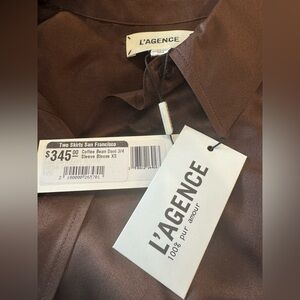 L'AGENCE
Two Skirts San Francisco
$345.00
Coffee Bean Dani 3/4
Sleeve Blouse XS
L'AGENCE
100% pur amour